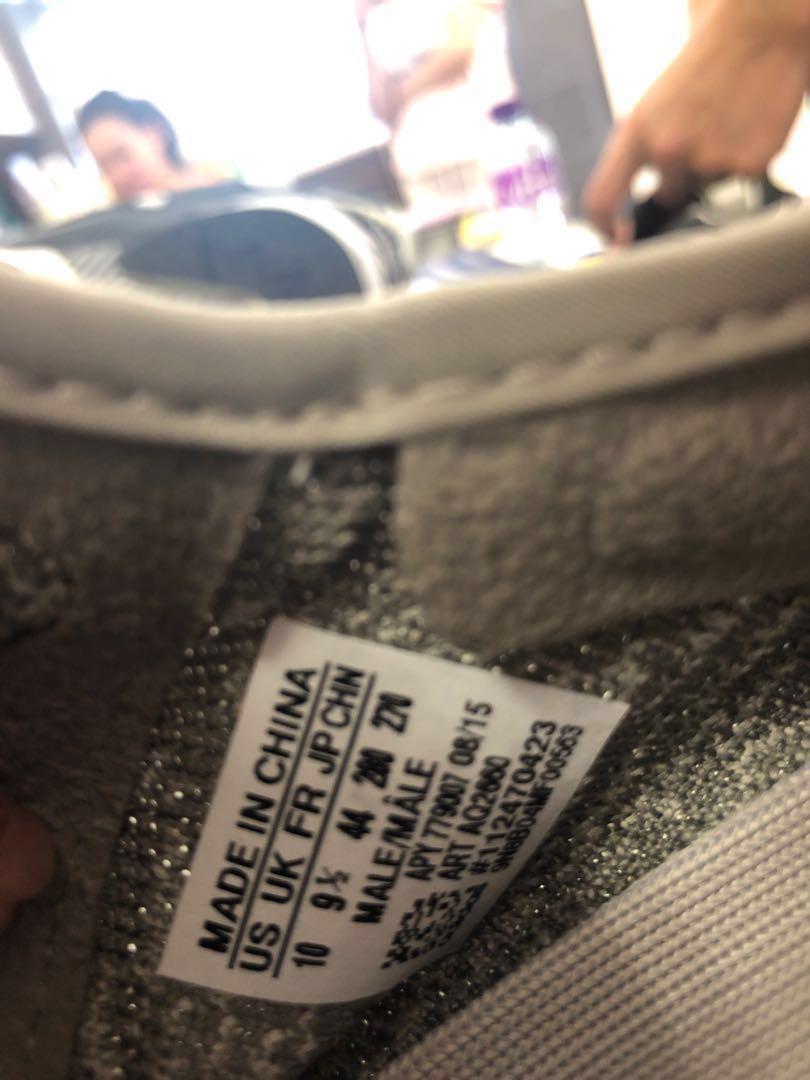 MADE IN CHINA
US UK FR JP CHN
10 9½ 44 280 270
MALE/MÂLE
APY 779007 08/15
ART AQ2660
#1112470423